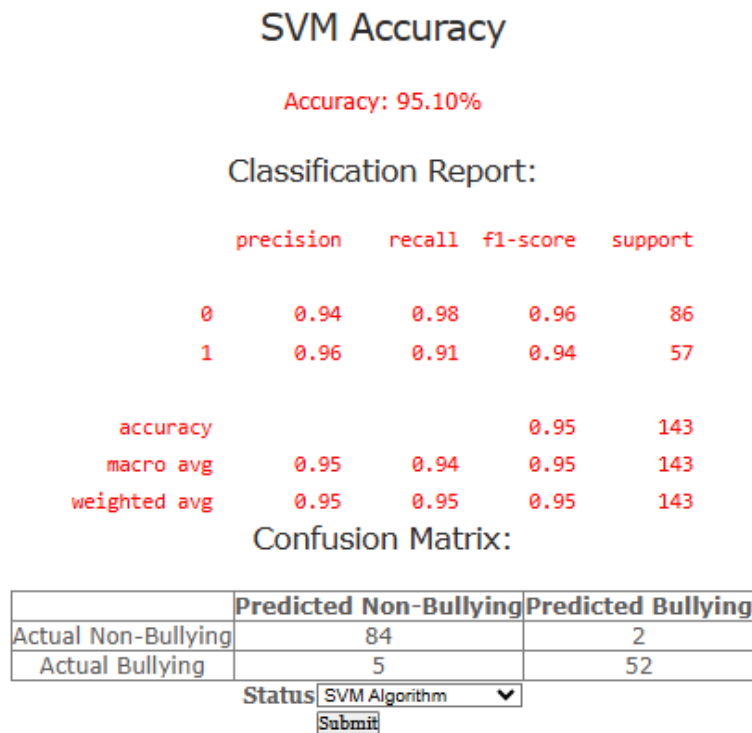 SVM Accuracy
Accuracy: 95.10%
Classification Report:
precision recall f1-score support
0 0.94 0.98 0.96 86
1 0.96 0.91 0.94 57
accuracy 0.95 143
macro avg 0.95 0.94 0.95 143
weighted avg 0.95 0.95 0.95 143
Confusion Matrix:
Predicted Non-Bullying Predicted Bullying
Actual Non-Bullying 84 2
Actual Bullying 5 52
Status SVM Algorithm
Submit